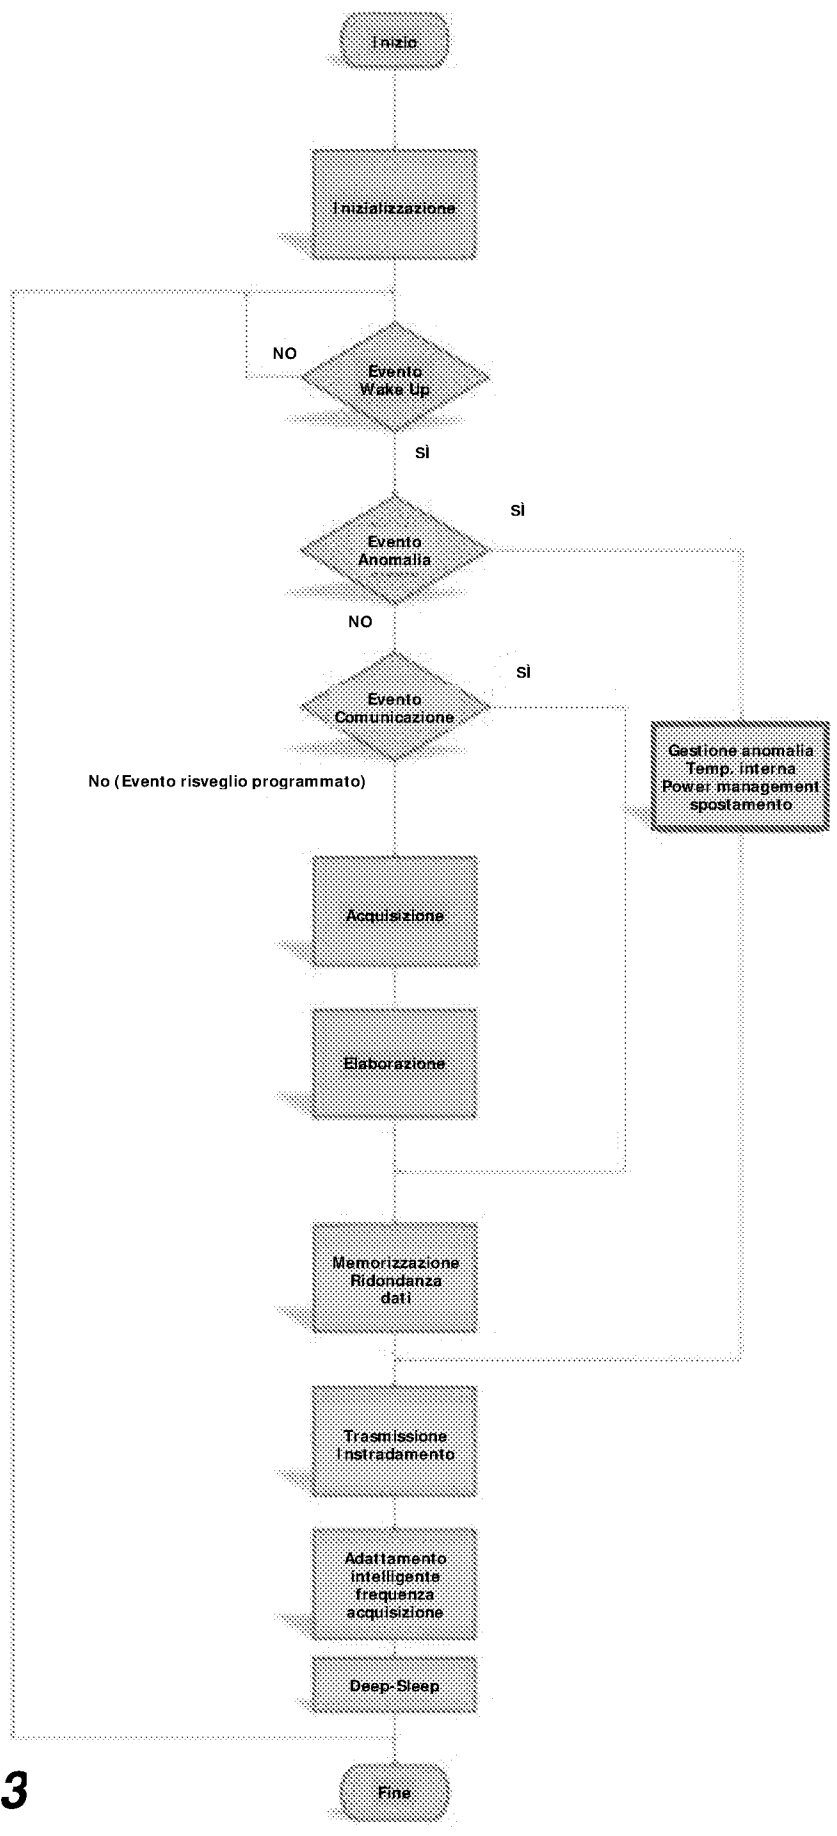 Inizio
Inizializzazione
NO
Evento
Wake Up
SÌ
SÌ
Evento
Anomalia
NO
SÌ
Evento
Comunicazione
Gestione anomalia
Temp. interna
Power management
spostamento
No (Evento risveglio programmato)
Acquisizione
Elaborazione
Memorizzazione
Ridondanza
dati
Trasmissione
Instradamento
Adattamento
intelligente
frequenza
acquisizione
Deep-Sleep
Fine
3